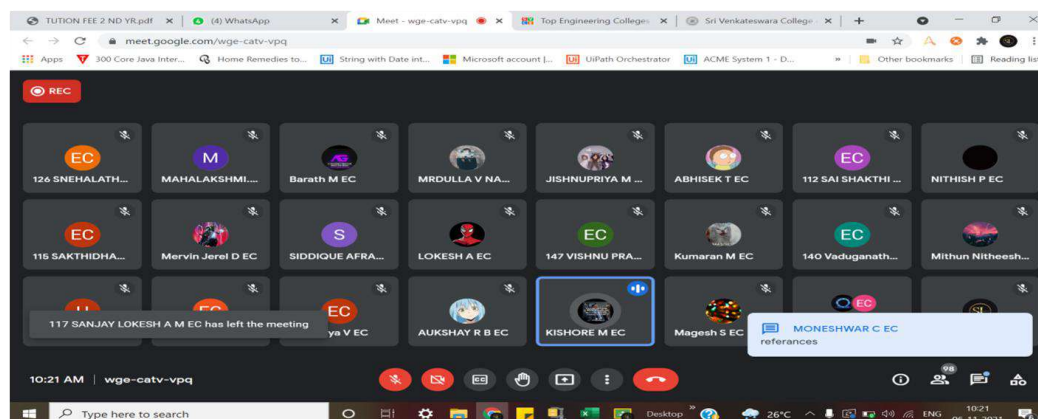 TUTION FEE 2 ND YR.pdf
(4) WhatsApp
Meet - wge-catv-vpq
Top Engineering Colleges
Sri Venkateswara College
meet.google.com/wge-catv-vpq
Apps 300 Core Java Inter... Home Remedies to... String with Date int... Microsoft account |... UiPath Orchestrator ACME System 1 - D... » Other bookmarks Reading list
REC
EC M EC
126 SNEHALATH... MAHALAKSHMI.... Barath M EC MRDULLA V NA... JISHNUPRIYA M ... ABHISEK T EC 112 SAI SHAKTHI ... NITHISH P EC
EC S EC EC
115 SAKTHIDHA... Mervin Jerel D EC SIDDIQUE AFRA... LOKESH A EC 147 VISHNU PRA... Kumaran M EC 140 Vaduganath... Mithun Nitheesh...
EC EC
117 SANJAY LOKESH A M EC has left the meeting
ya V EC AUKSHAY R B EC KISHORE M EC Magesh S EC
MONESHWAR C EC
referances
10:21 AM | wge-catv-vpq
98
Type here to search
Desktop » 26°C ENG 10:21
06-11-2021